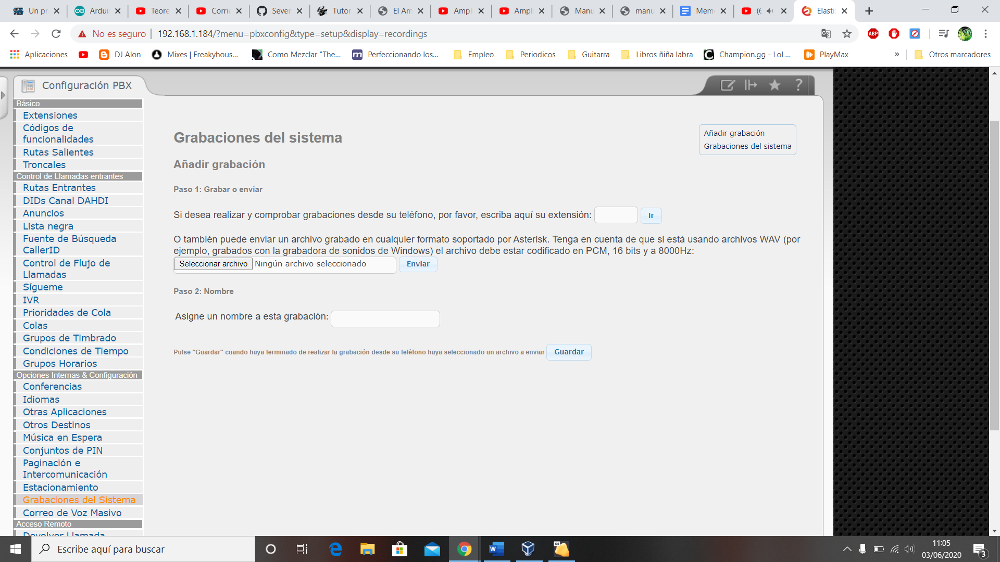 Un pr
Arduin
Teore
Corrie
Sever
Tutor
El Am
Ampl
Ampl
Manu
manu
Mem
Elasti
No es seguro
192.168.1.184/?menu=pbxconfig&type=setup&display=recordings
ABP
Aplicaciones
DJ Alon
Mixes | Freakyhous...
Como Mezclar "The...
Perfeccionando los...
Empleo
Periodicos
Guitarra
Libros ñiña labra
Champion.gg - LoL...
PlayMax
»
Otros marcadores
Configuración PBX
Básico
Extensiones
Códigos de
funcionalidades
Rutas Salientes
Troncales
Control de Llamadas entrantes
Rutas Entrantes
DIDs Canal DAHDI
Anuncios
Lista negra
Fuente de Búsqueda
CallerID
Control de Flujo de
Llamadas
Sígueme
IVR
Prioridades de Cola
Colas
Grupos de Timbrado
Condiciones de Tiempo
Grupos Horarios
Opciones Internas & Configuración
Conferencias
Idiomas
Otras Aplicaciones
Otros Destinos
Música en Espera
Conjuntos de PIN
Paginación e
Intercomunicación
Estacionamiento
Grabaciones del Sistema
Correo de Voz Masivo
Acceso Remoto
Devolver Llamada
Grabaciones del sistema
Añadir grabación
Grabaciones del sistema
Añadir grabación
Paso 1: Grabar o enviar
Si desea realizar y comprobar grabaciones desde su teléfono, por favor, escriba aquí su extensión:
Ir
O también puede enviar un archivo grabado en cualquier formato soportado por Asterisk. Tenga en cuenta de que si está usando archivos WAV (por
ejemplo, grabados con la grabadora de sonidos de Windows) el archivo debe estar codificado en PCM, 16 bits y a 8000Hz:
Seleccionar archivo Ningún archivo seleccionado Enviar
Paso 2: Nombre
Asigne un nombre a esta grabación:
Pulse "Guardar" cuando haya terminado de realizar la grabación desde su teléfono haya seleccionado un archivo a enviar Guardar
Escribe aquí para buscar
11:05
03/06/2020
3